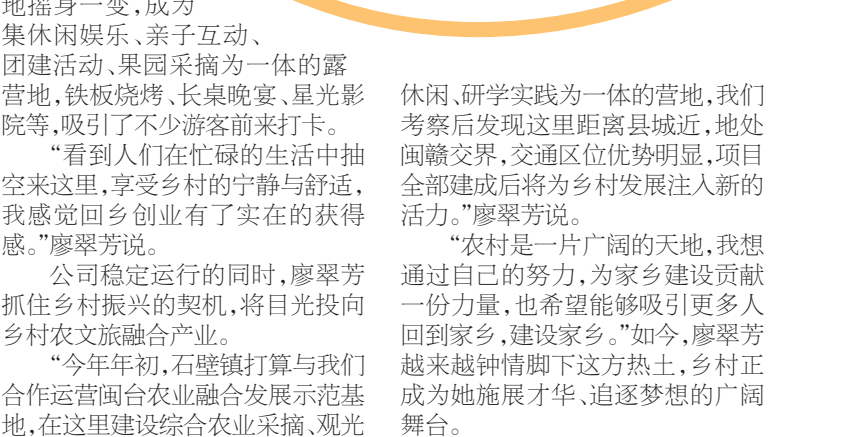 地摇身一变,成为
集休闲娱乐、亲子互动、
团建活动、果园采摘为一体的露
营地,铁板烧烤、长桌晚宴、星光影
院等,吸引了不少游客前来打卡。
“看到人们在忙碌的生活中抽
空来这里,享受乡村的宁静与舒适,
我感觉回乡创业有了实在的获得
感。”廖翠芳说。
公司稳定运行的同时,廖翠芳
抓住乡村振兴的契机,将目光投向
乡村农文旅融合产业。
“今年年初,石壁镇打算与我们
合作运营闽台农业融合发展示范基
地,在这里建设综合农业采摘、观光
休闲、研学实践为一体的营地,我们
考察后发现这里距离县城近,地处
闽赣交界,交通区位优势明显,项目
全部建成后将为乡村发展注入新的
活力。”廖翠芳说。
“农村是一片广阔的天地,我想
通过自己的努力,为家乡建设贡献
一份力量,也希望能够吸引更多人
回到家乡,建设家乡。”如今,廖翠芳
越来越钟情脚下这方热土,乡村正
成为她施展才华、追逐梦想的广阔
舞台。